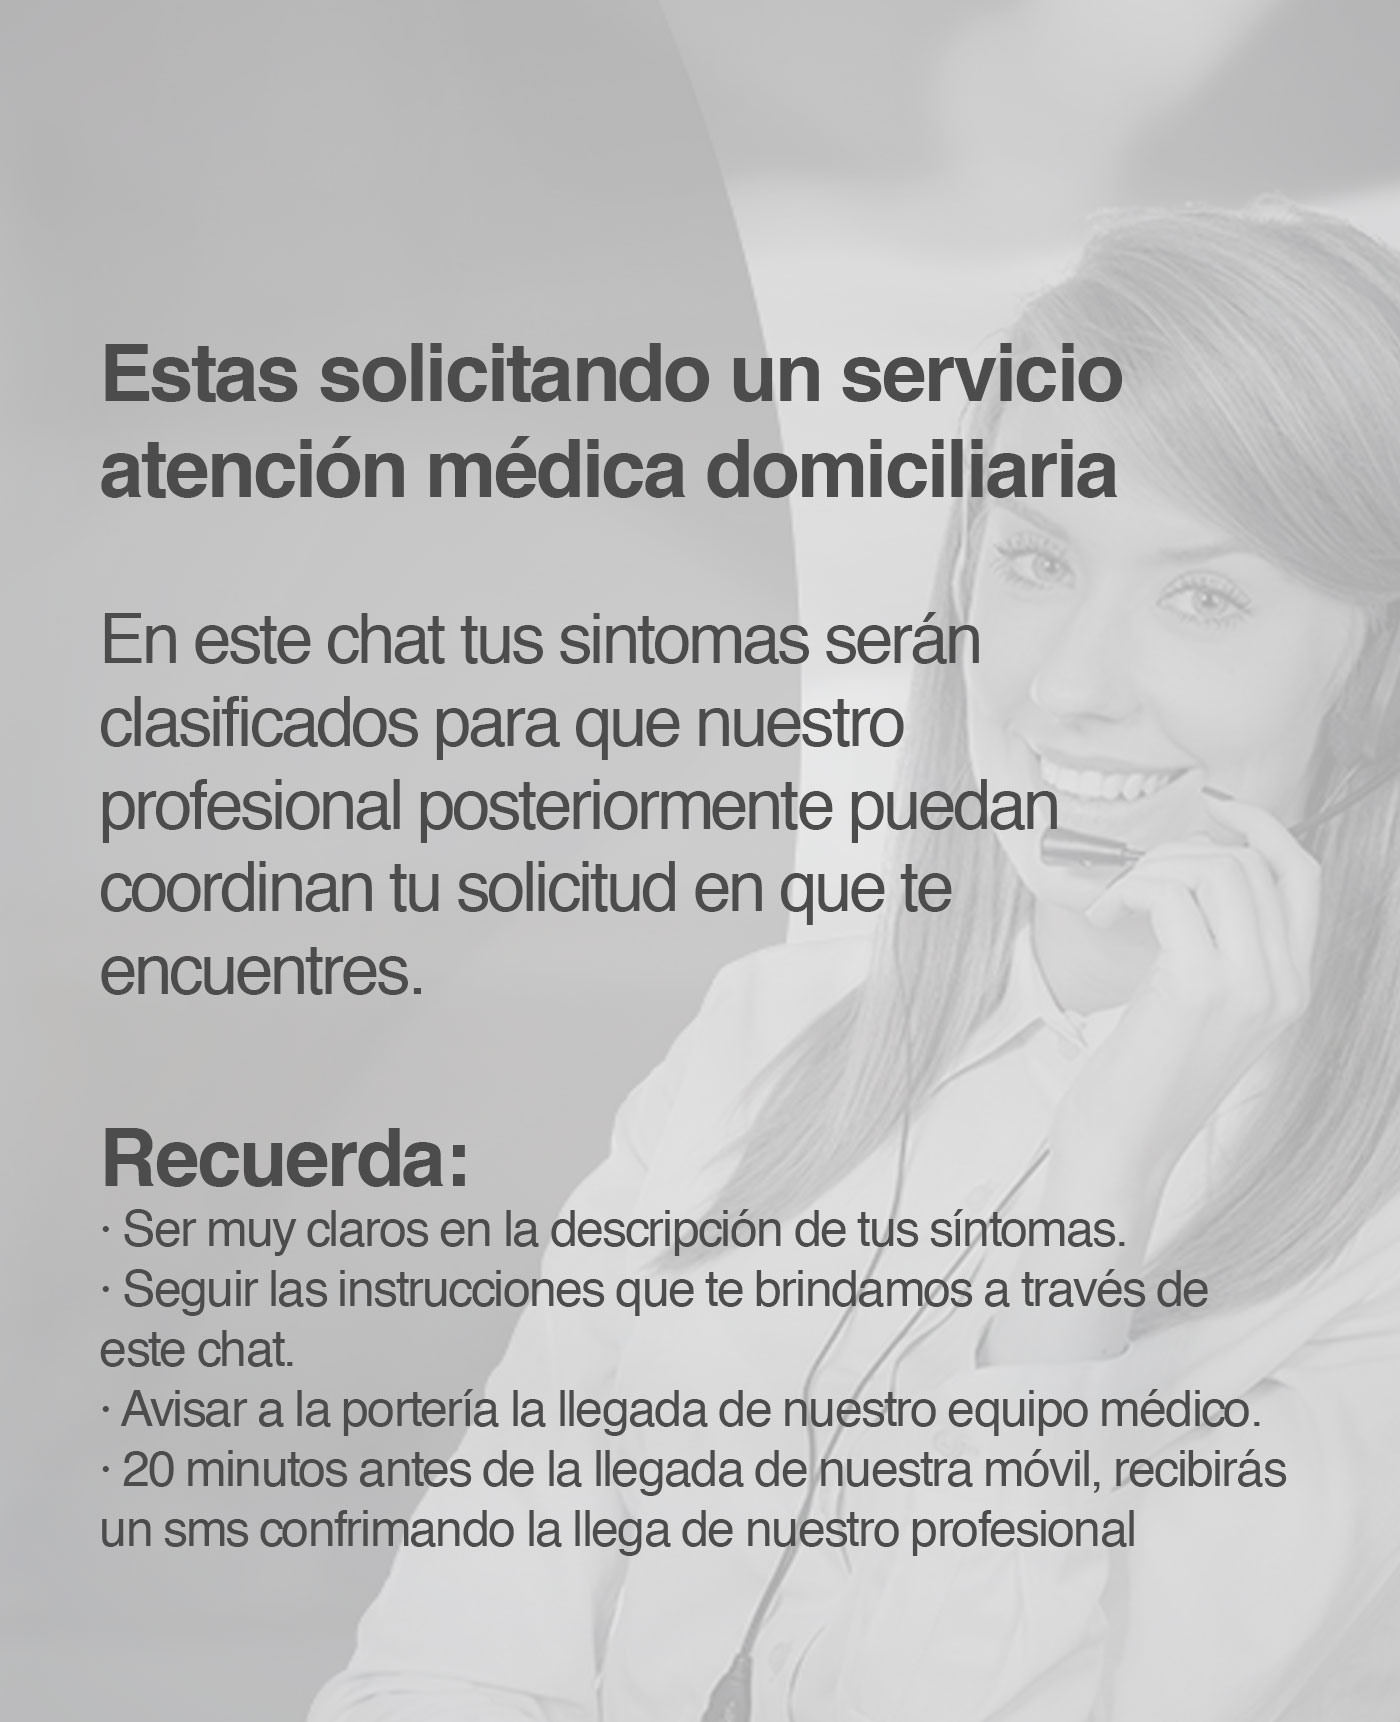 Estas solicitando un servicio
atención médica domiciliaria
En este chat tus sintomas serán
clasificados para que nuestro
profesional posteriormente puedan
coordinan tu solicitud en que te
encuentres.
Recuerda:
· Ser muy claros en la descripción de tus síntomas.
· Seguir las instrucciones que te brindamos a través de
este chat.
· Avisar a la portería la llegada de nuestro equipo médico.
· 20 minutos antes de la llegada de nuestra móvil, recibirás
un sms confrimando la llega de nuestro profesional